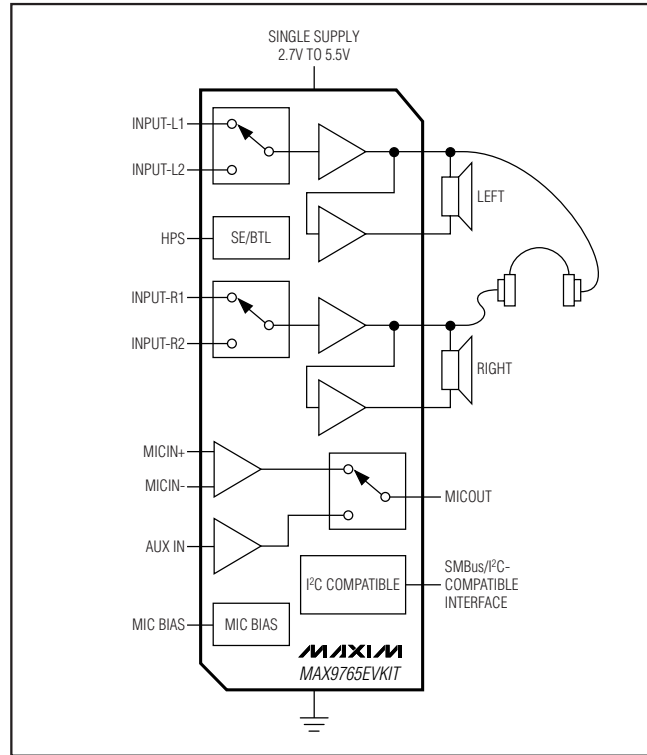 SINGLE SUPPLY
2.7V TO 5.5V
INPUT-L1
INPUT-L2
LEFT
HPS
SE/BTL
INPUT-R1
INPUT-R2
RIGHT
MICIN+
MICIN-
MICOUT
AUX IN
I²C COMPATIBLE
SMBus/I²C-
COMPATIBLE
INTERFACE
MIC BIAS
MIC BIAS
MAXIM
MAX9765EVKIT